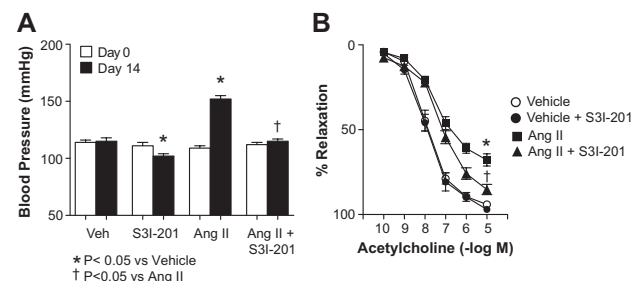 A
Blood Pressure (mmHg)
200
150
100
50
Day 0
Day 14
*
*
†
Veh
S3I-201
Ang II
Ang II +
S3I-201
* P< 0.05 vs Vehicle
† P<0.05 vs Ang II
B
% Relaxation
0
50
100
10 9 8 7 6 5
Acetylcholine (-log M)
*
†
Vehicle
Vehicle + S3I-201
Ang II
Ang II + S3I-201